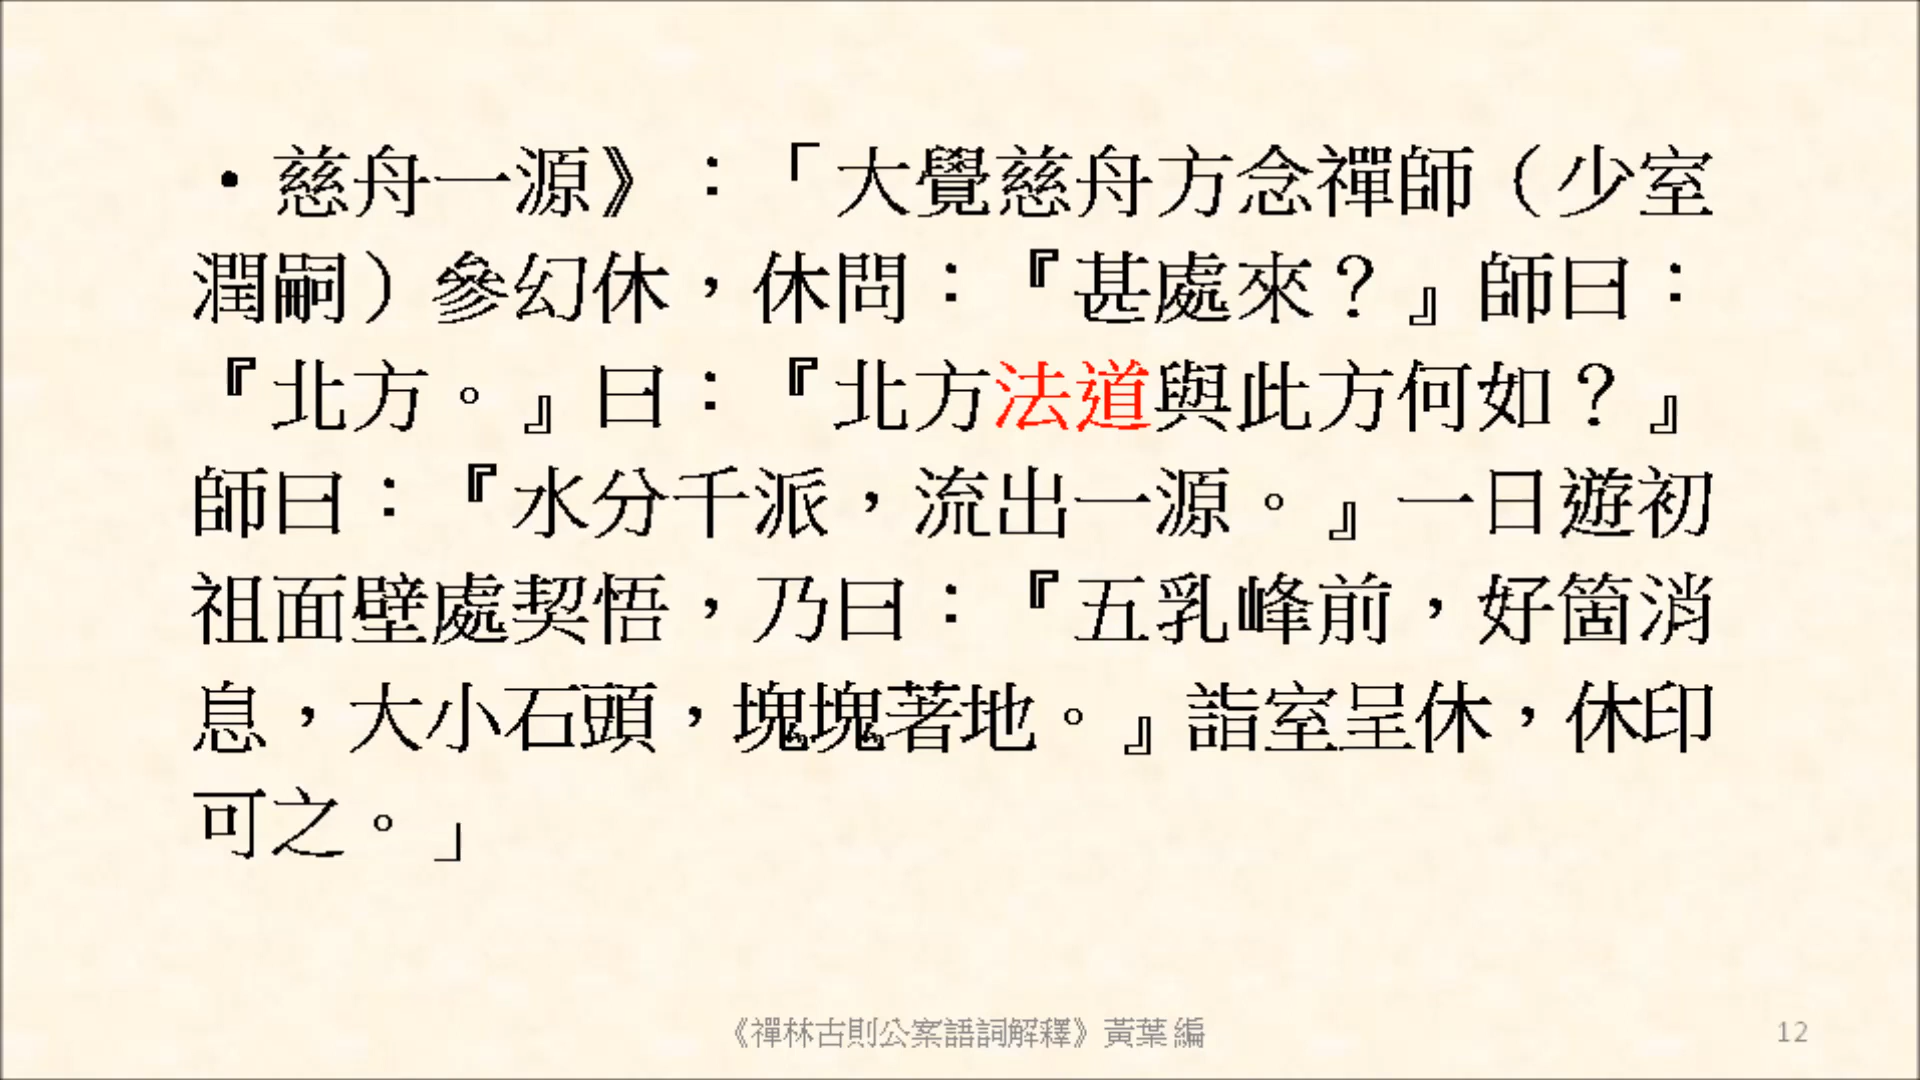 • 慈舟一源》：「大覺慈舟方念禪師（少室
潤嗣）參幻休，休問：『甚處來？』師曰：
『北方。』曰：『北方法道與此方何如？』
師曰：『水分千派，流出一源。』一日遊初
祖面壁處契悟，乃曰：『五乳峰前，好箇消
息，大小石頭，塊塊著地。』詣室呈休，休印
可之。」
《禪林古則公案語詞解釋》黃葉 編
12